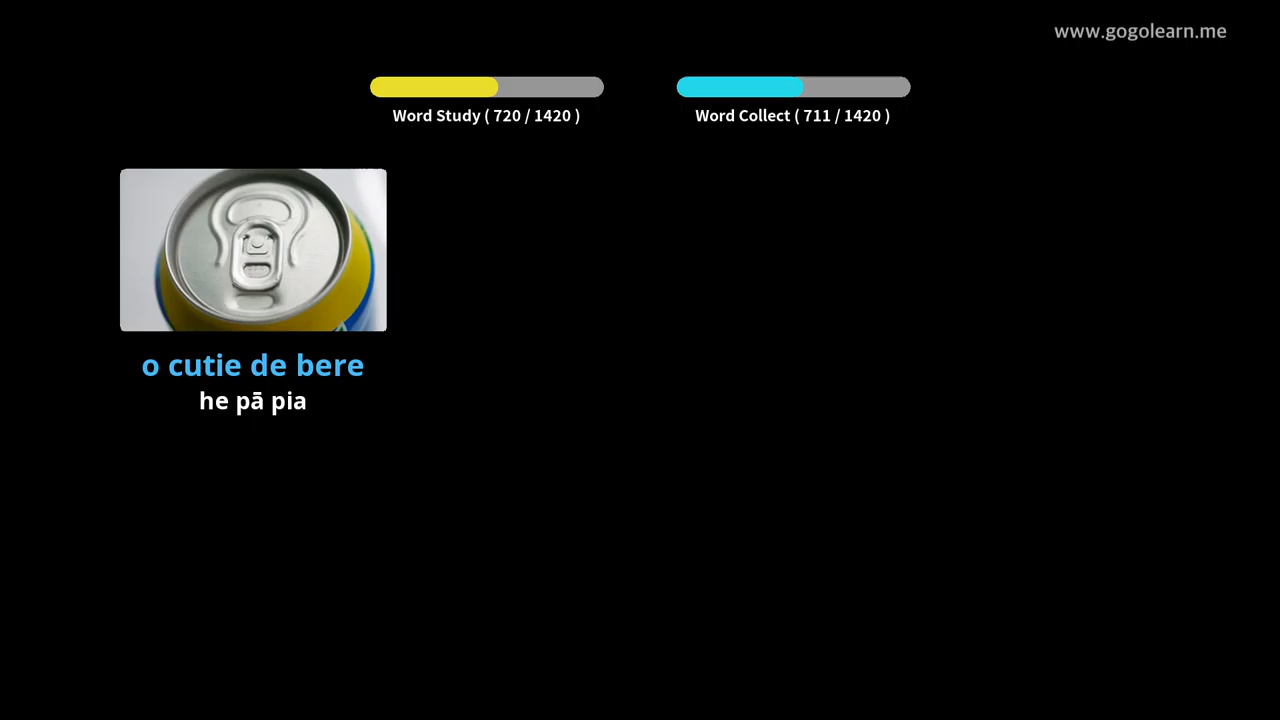 www.gogolearn.me
Word Study ( 720 / 1420 )
Word Collect ( 711 / 1420 )
o cutie de bere
he pā pia